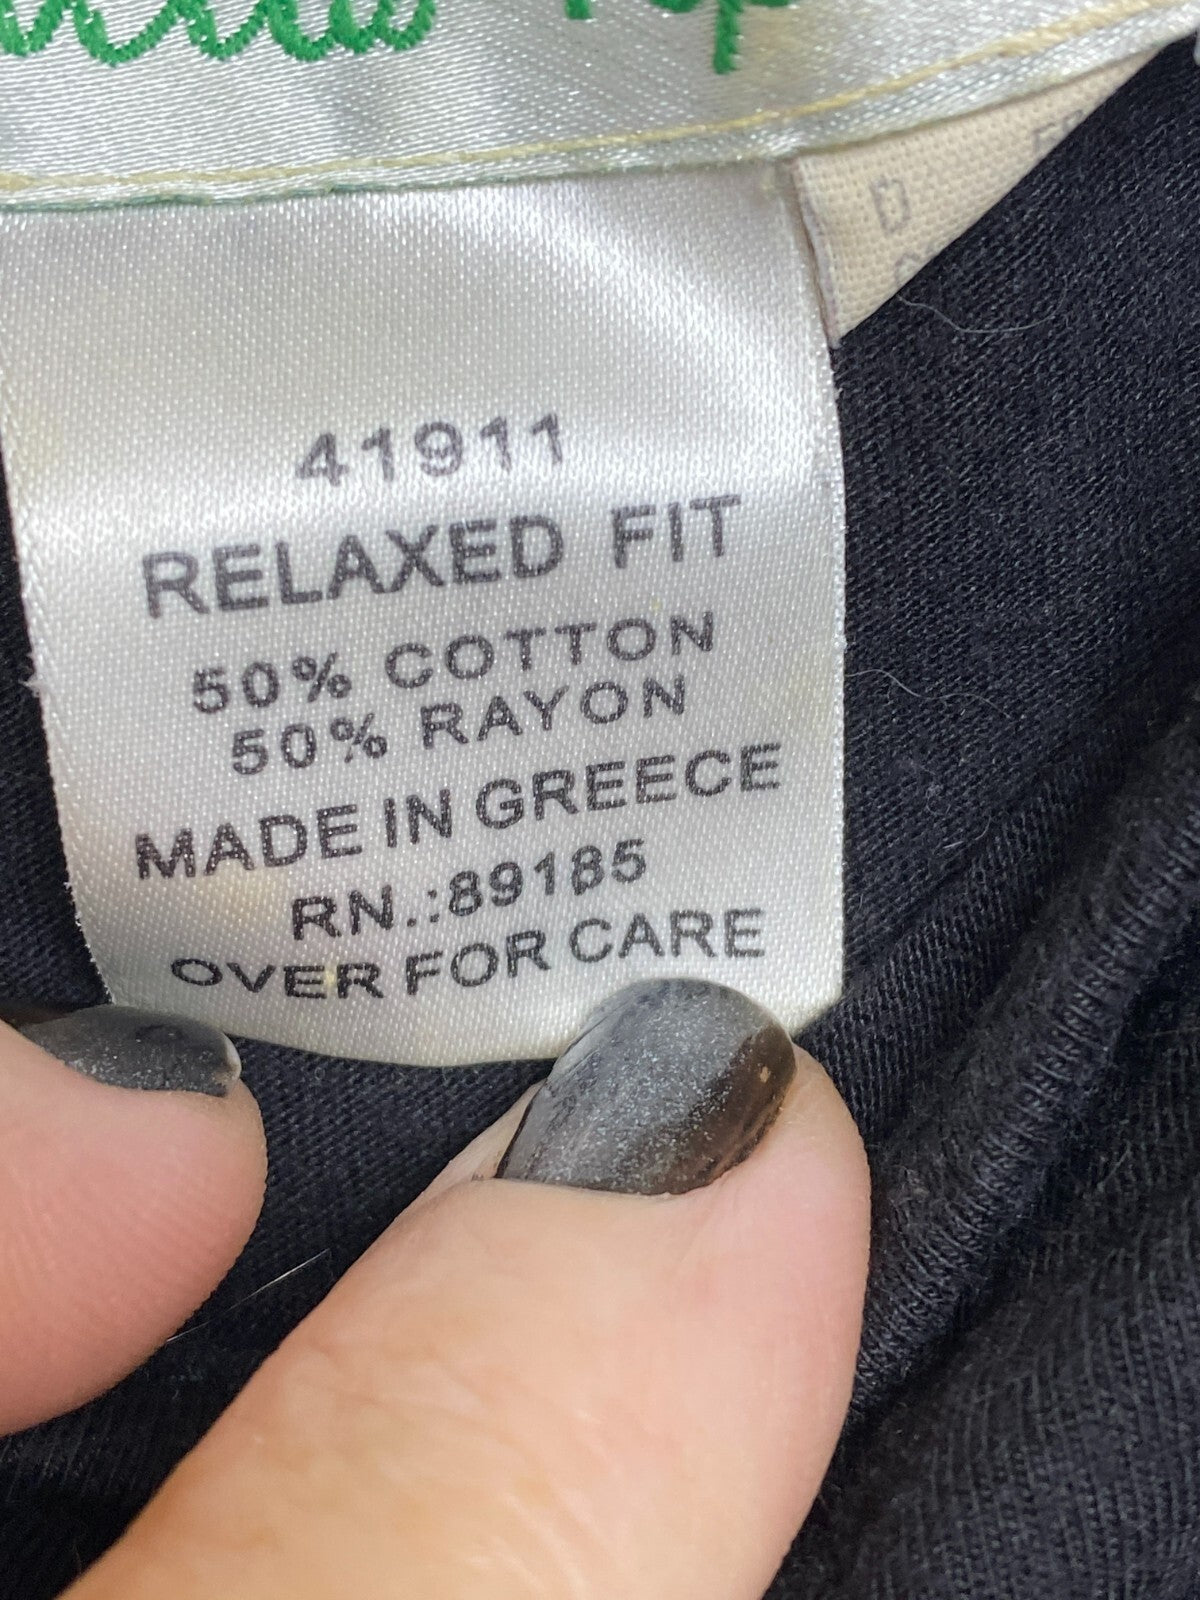 41911
RELAXED FIT
50% COTTON
50% RAYON
MADE IN GREECE
RN.:89185
OVER FOR CARE